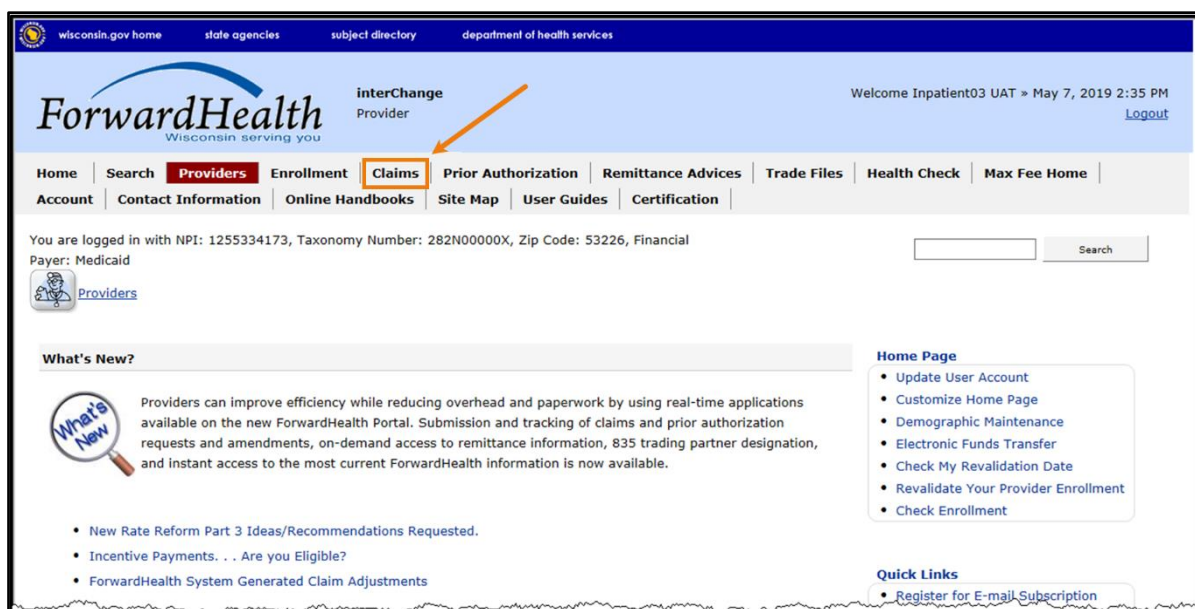 wisconsin.gov home state agencies subject directory department of health services
ForwardHealth
Wisconsin serving you
interChange
Provider
Welcome Inpatient03 UAT » May 7, 2019 2:35 PM
Logout
Home Search Providers Enrollment Claims Prior Authorization Remittance Advices Trade Files Health Check Max Fee Home
Account Contact Information Online Handbooks Site Map User Guides Certification
You are logged in with NPI: 1255334173, Taxonomy Number: 282N00000X, Zip Code: 53226, Financial
Payer: Medicaid
Search
Providers
What's New?
What's
New
Providers can improve efficiency while reducing overhead and paperwork by using real-time applications
available on the new ForwardHealth Portal. Submission and tracking of claims and prior authorization
requests and amendments, on-demand access to remittance information, 835 trading partner designation,
and instant access to the most current ForwardHealth information is now available.
• New Rate Reform Part 3 Ideas/Recommendations Requested.
• Incentive Payments. . . Are you Eligible?
• ForwardHealth System Generated Claim Adjustments
Home Page
• Update User Account
• Customize Home Page
• Demographic Maintenance
• Electronic Funds Transfer
• Check My Revalidation Date
• Revalidate Your Provider Enrollment
• Check Enrollment
Quick Links
• Register for E-mail Subscription